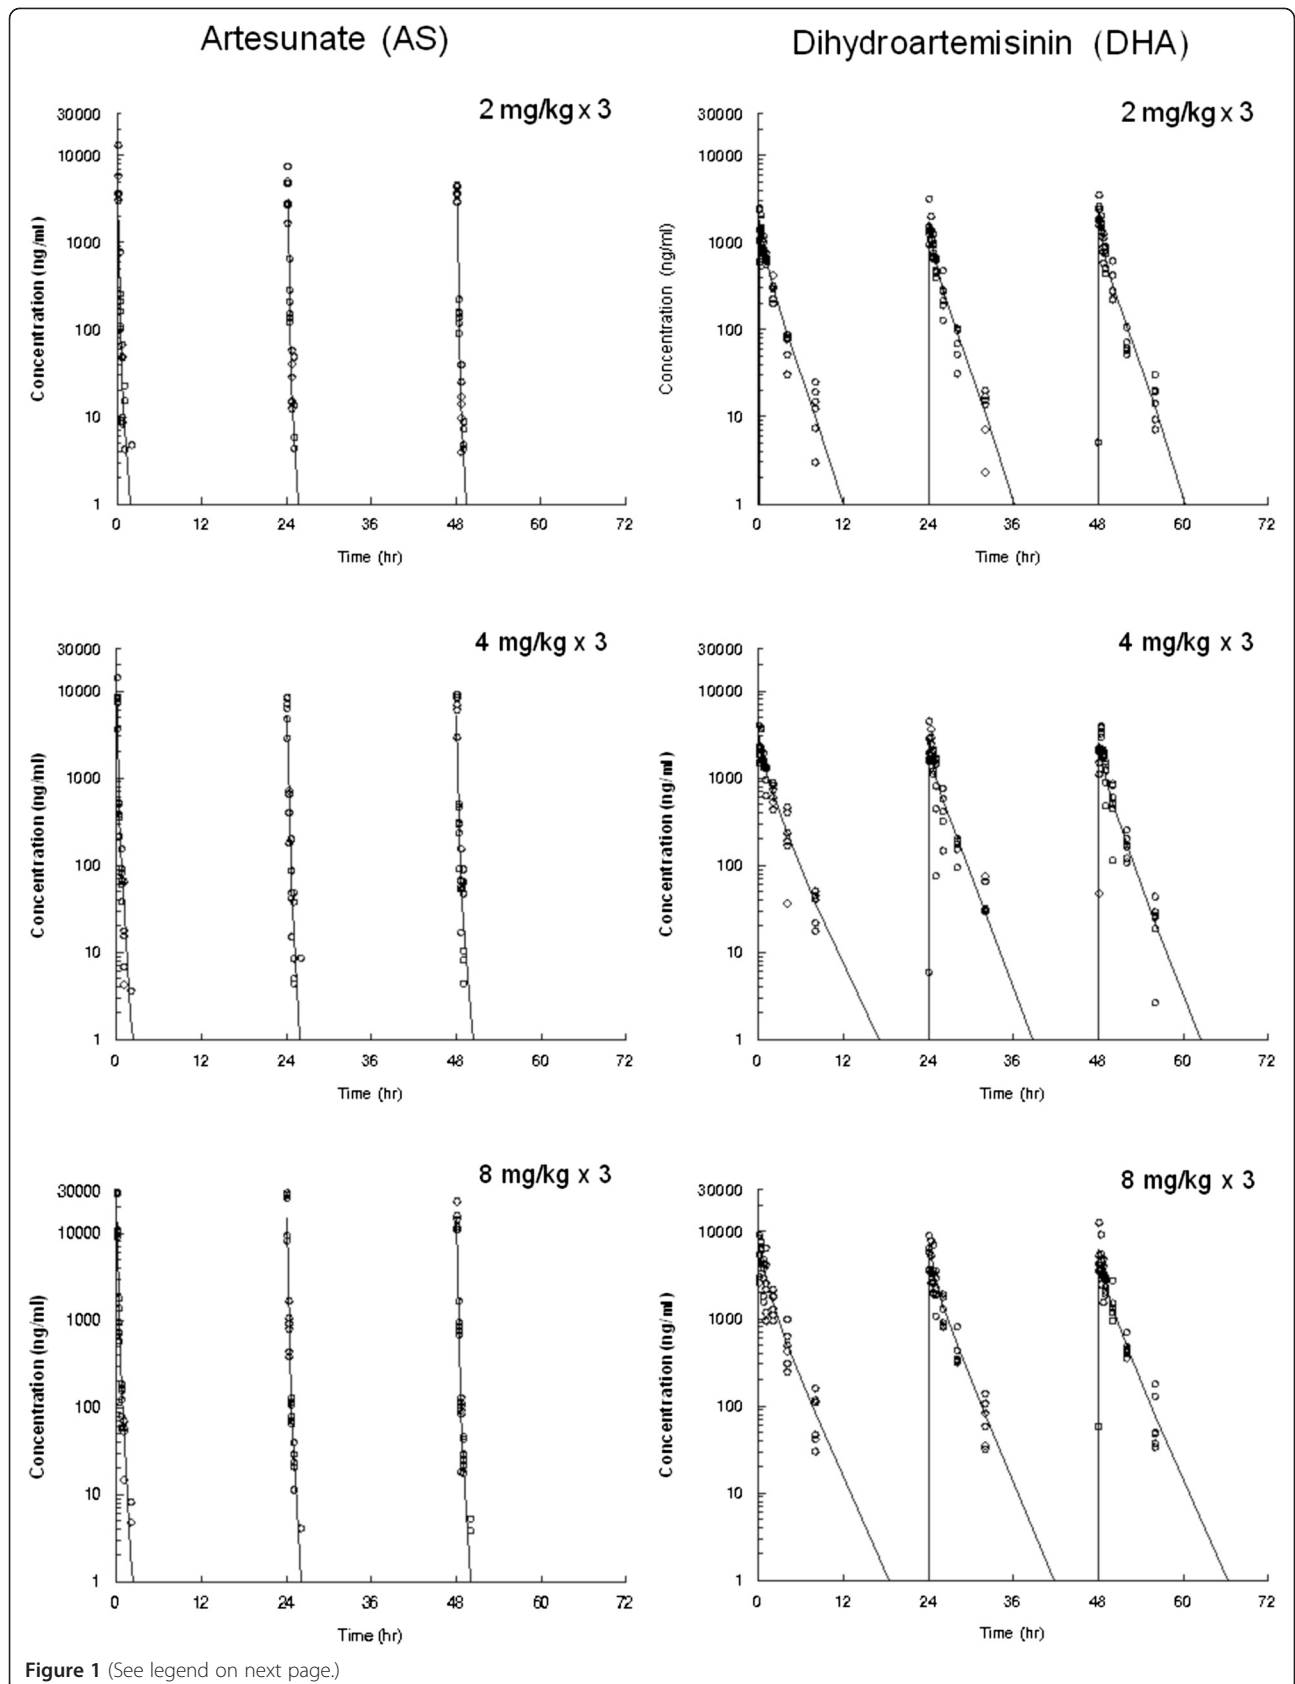 Artesunate (AS)
Dihydroartemisinin (DHA)
2 mg/kg x 3
30000
10000
1000
100
10
1
Concentration (ng/ml)
0 12 24 36 48 60 72
Time (hr)
2 mg/kg x 3
30000
10000
1000
100
10
1
Concentration (ng/ml)
0 12 24 36 48 60 72
Time (hr)
4 mg/kg x 3
30000
10000
1000
100
10
1
Concentration (ng/ml)
0 12 24 36 48 60 72
Time (hr)
4 mg/kg x 3
30000
10000
1000
100
10
1
Concentration (ng/ml)
0 12 24 36 48 60 72
Time (hr)
8 mg/kg x 3
30000
10000
1000
100
10
1
Concentration (ng/ml)
0 12 24 36 48 60 72
Time (hr)
8 mg/kg x 3
30000
10000
1000
100
10
1
Concentration (ng/ml)
0 12 24 36 48 60 72
Time (hr)
Figure 1 (See legend on next page.)